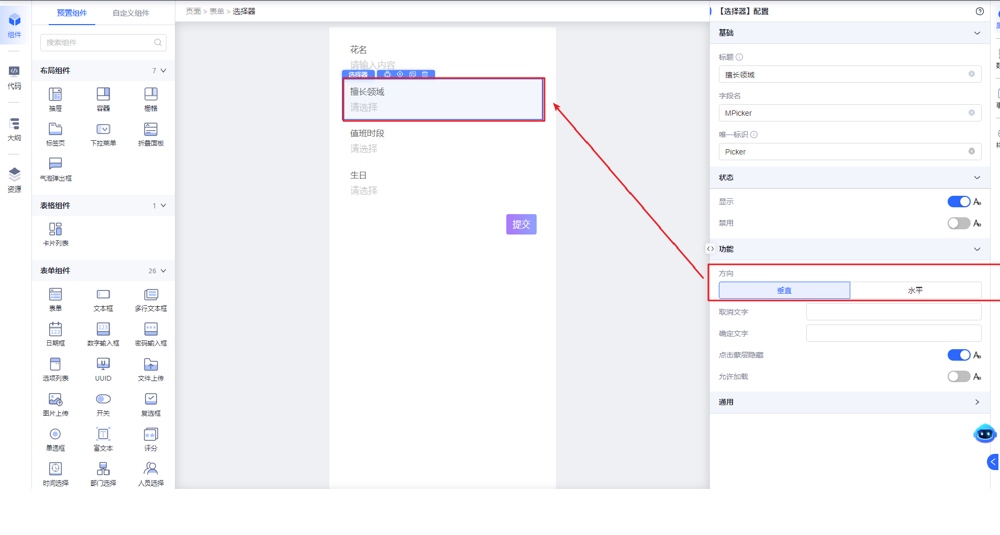 组件
代码
大纲
资源
预置组件
自定义组件
搜索组件
布局组件 7
抽屉 容器 栅格
标签页 下拉菜单 折叠面板
气泡弹出框
表格组件 1
卡片列表
表单组件 26
表单 文本框 多行文本框
123 123
日期框 数字输入框 密码输入框
U
选项列表 UUID 文件上传
图片上传 开关 复选框
T
单选框 富文本 评分
时间选择 部门选择 人员选择
页面 > 表单 > 选择器
花名
请输入内容
选择器
擅长领域
请选择
值班时段
请选择
生日
请选择
提交
【选择器】配置
基础
标题
擅长领域
字段名
MPicker
唯一标识
Picker
状态
显示
禁用
功能
方向
垂直 水平
取消文字
确定文字
点击蒙层隐藏
允许加载
通用